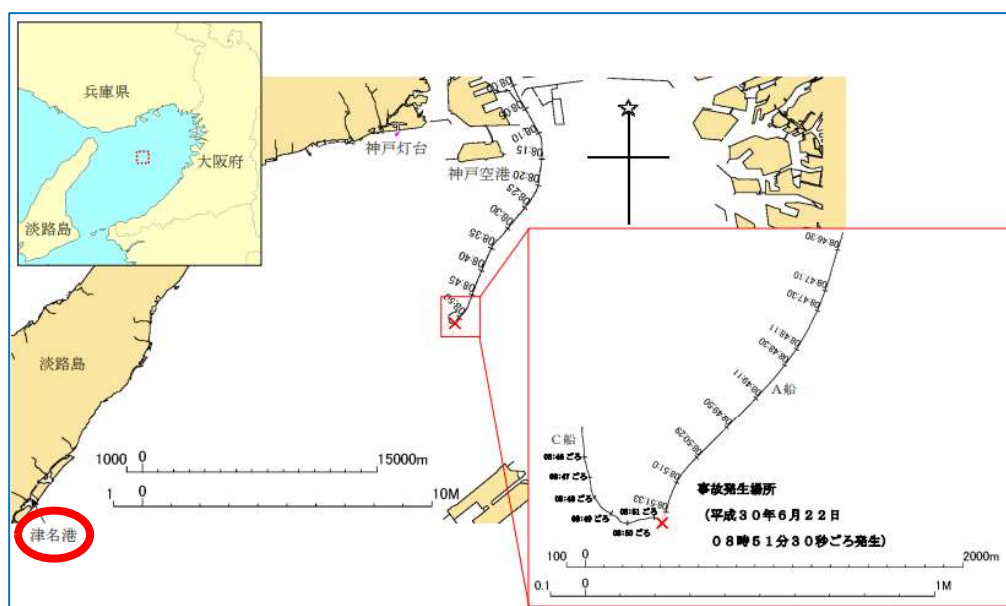 兵庫県
大阪府
淡路島
神戸灯台
神戸空港
08:00
08:05
08:10
08:15
08:20
08:25
08:30
08:35
08:40
08:45
08:50
淡路島
津名港
1000 0 15000m
1 0 10M
08:46:30
08:47:10
08:47:30
08:48:11
08:48:30
08:49:11
A船
08:49:50
08:50:29
08:51:0
08:51:33
C船
08:46 ごろ
08:47 ごろ
08:48 ごろ
08:49 ごろ
08:50 ごろ
08:51 ごろ
事故発生場所
(平成30年6月22日
08時51分30秒ごろ発生)
100 0 2000m
0.1 0 1M